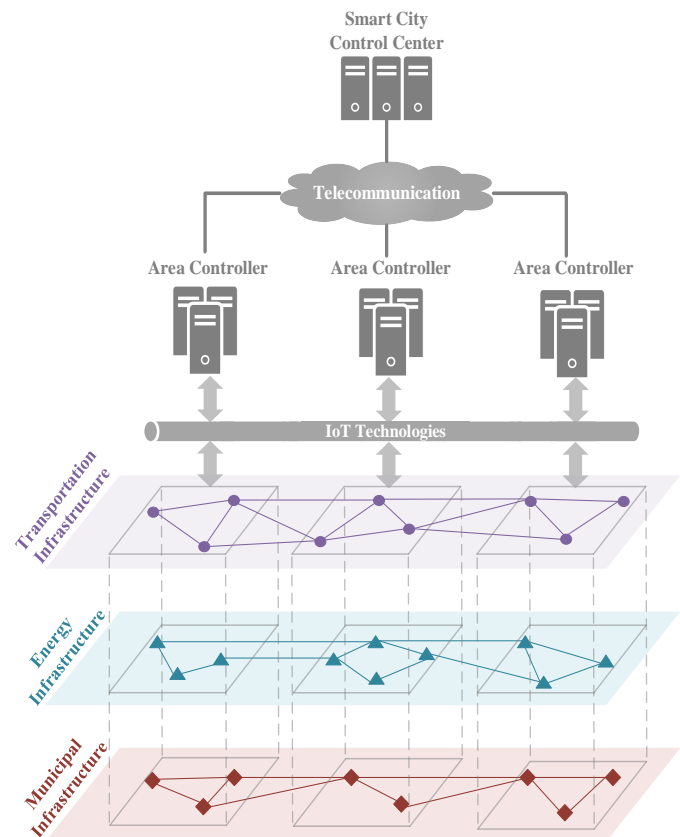 Smart City
Control Center
Telecommunication
Area Controller
Area Controller
Area Controller
IoT Technologies
Transportation
Infrastructure
Energy
Infrastructure
Municipal
Infrastructure